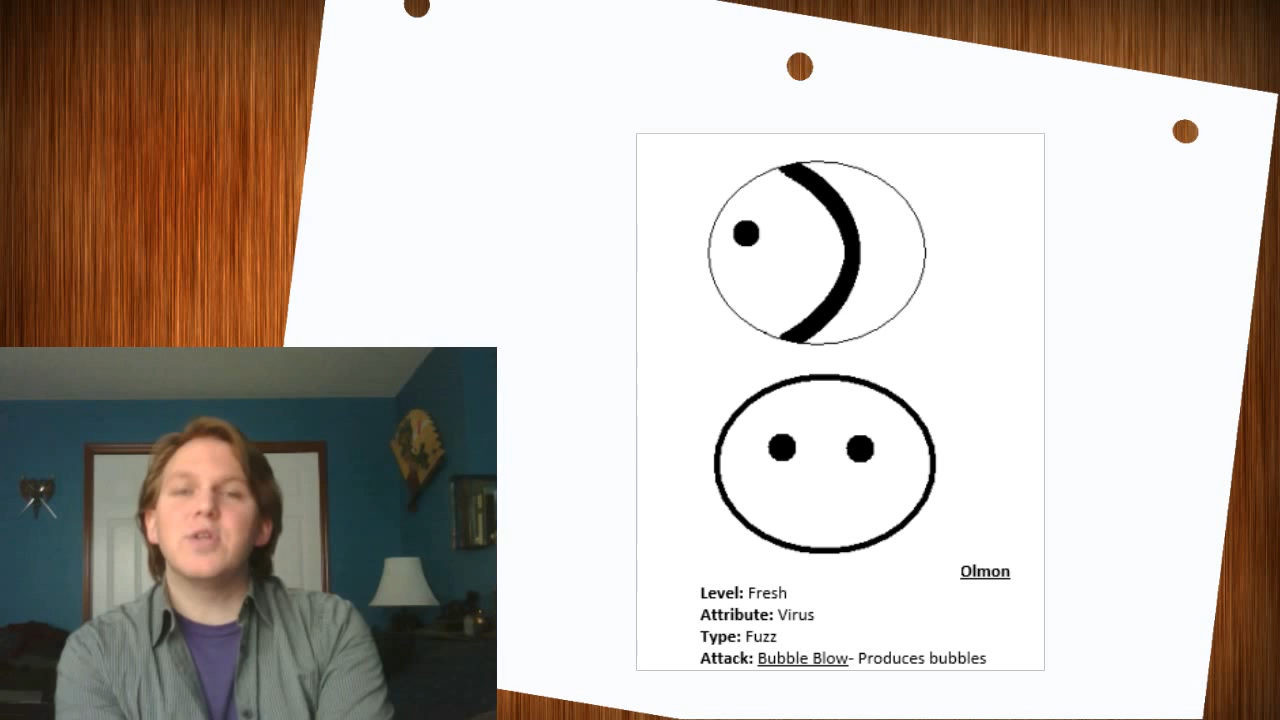 Olmon
Level: Fresh
Attribute: Virus
Type: Fuzz
Attack: Bubble Blow- Produces bubbles